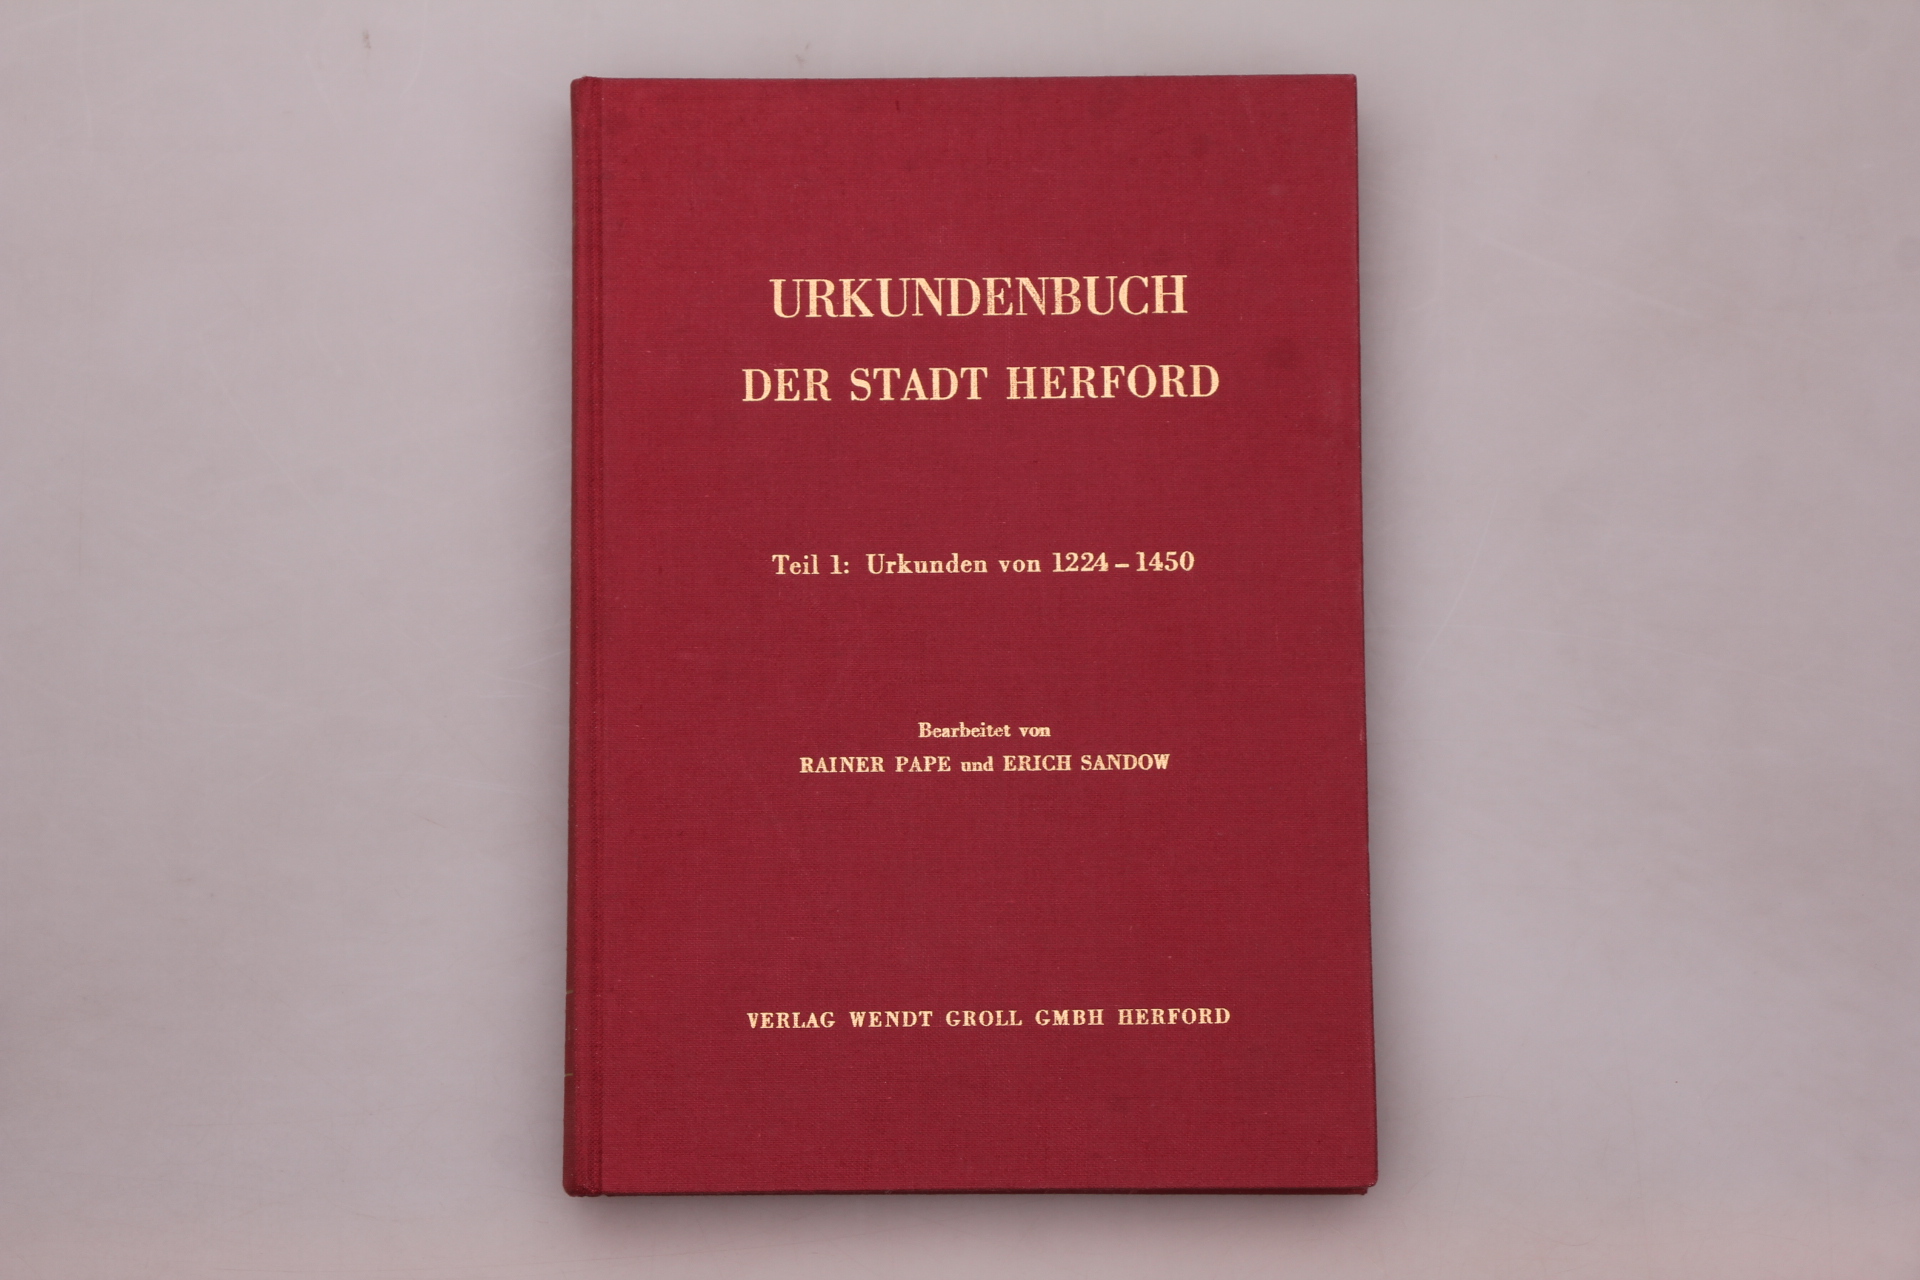 URKUNDENBUCH
DER STADT HERFORD
Teil 1: Urkunden von 1224 – 1450
Bearbeitet von
RAINER PAPE und ERICH SANDOW
VERLAG WENDT GROLL GMBH HERFORD